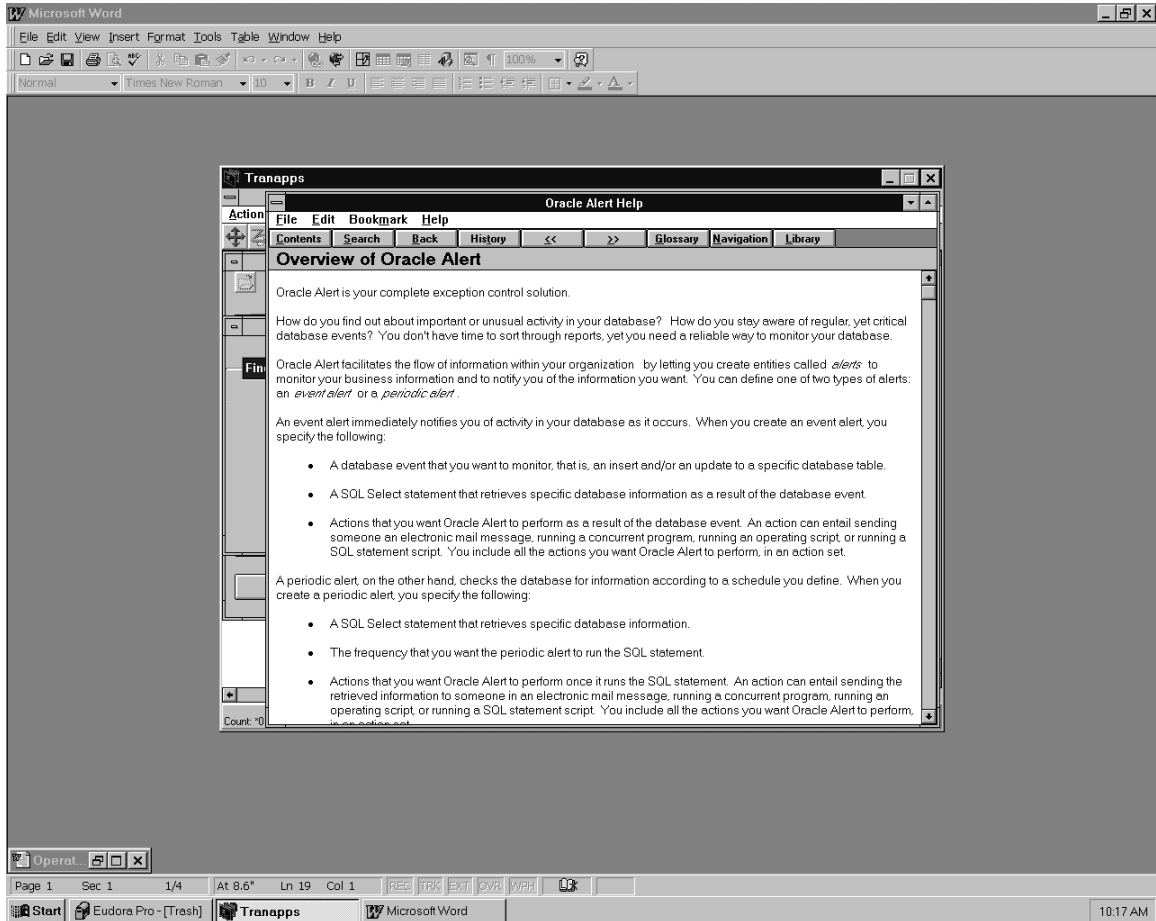 Microsoft Word
File Edit View Insert Format Tools Table Window Help
100%
Normal Times New Roman 10 B I U A
Tranapps
Oracle Alert Help
Action
File Edit Bookmark Help
Contents Search Back History << >> Glossary Navigation Library
Overview of Oracle Alert
Oracle Alert is your complete exception control solution.
How do you find out about important or unusual activity in your database? How do you stay aware of regular, yet critical
database events? You don't have time to sort through reports, yet you need a reliable way to monitor your database.
Fin
Oracle Alert facilitates the flow of information within your organization by letting you create entities called alerts to
monitor your business information and to notify you of the information you want. You can define one of two types of alerts:
an event alert or a periodic alert .
An event alert immediately notifies you of activity in your database as it occurs. When you create an event alert, you
specify the following:
• A database event that you want to monitor, that is, an insert and/or an update to a specific database table.
• A SQL Select statement that retrieves specific database information as a result of the database event.
• Actions that you want Oracle Alert to perform as a result of the database event. An action can entail sending
someone an electronic mail message, running a concurrent program, running an operating script, or running a
SQL statement script. You include all the actions you want Oracle Alert to perform, in an action set.
A periodic alert, on the other hand, checks the database for information according to a schedule you define. When you
create a periodic alert, you specify the following:
• A SQL Select statement that retrieves specific database information.
• The frequency that you want the periodic alert to run the SQL statement.
• Actions that you want Oracle Alert to perform once it runs the SQL statement. An action can entail sending the
retrieved information to someone in an electronic mail message, running a concurrent program, running an
operating script, or running a SQL statement script. You include all the actions you want Oracle Alert to perform,
in an action set.
Count: *0
Operat...
Page 1 Sec 1 1/4 At 8.6" Ln 19 Col 1 REC TRK EXT OVR WPH
Start Eudora Pro - [Trash] Tranapps Microsoft Word 10:17 AM